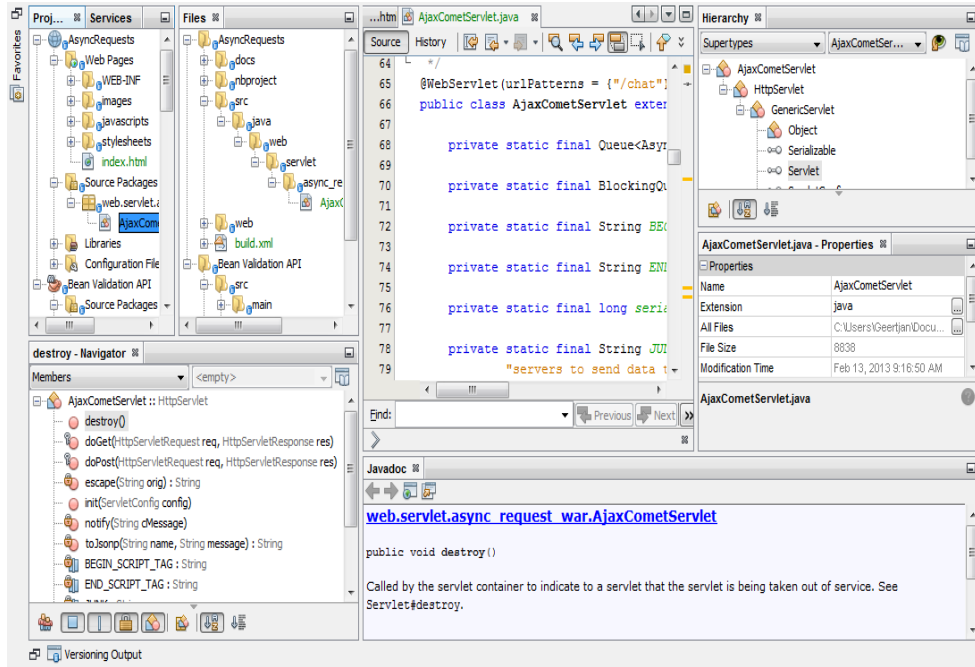 Favorites
Proj... Services
AsyncRequests
Web Pages
WEB-INF
images
javascripts
stylesheets
index.html
Source Packages
web.servlet.a
AjaxCom
Libraries
Configuration File
Bean Validation API
Source Packages
Files
AsyncRequests
docs
nbproject
src
java
web
servlet
async_re
AjaxC
web
build.xml
Bean Validation API
src
main
...htm AjaxCometServlet.java
Source History
64 */
65 @WebServlet(urlPatterns = {"/chat"}
66 public class AjaxCometServlet exter
67
68 private static final Queue<Asyn
69
70 private static final BlockingQu
71
72 private static final String BEG
73
74 private static final String END
75
76 private static final long seria
77
78 private static final String JUN
79 "servers to send data t
Find: Previous Next
Hierarchy
Supertypes AjaxCometSer...
AjaxCometServlet
HttpServlet
GenericServlet
Object
Serializable
Servlet
AjaxCometServlet.java - Properties
Properties
Name AjaxCometServlet
Extension java
All Files C:\Users\Geertjan\Docu...
File Size 8838
Modification Time Feb 13, 2013 9:16:50 AM
AjaxCometServlet.java
destroy - Navigator
Members <empty>
AjaxCometServlet :: HttpServlet
destroy()
doGet(HttpServletRequest req, HttpServletResponse res)
doPost(HttpServletRequest req, HttpServletResponse res)
escape(String orig) : String
init(ServletConfig config)
notify(String cMessage)
toJsonp(String name, String message) : String
BEGIN_SCRIPT_TAG : String
END_SCRIPT_TAG : String
Javadoc
web.servlet.async_request_war.AjaxCometServlet
public void destroy()
Called by the servlet container to indicate to a servlet that the servlet is being taken out of service. See
Servlet#destroy.
Versioning Output